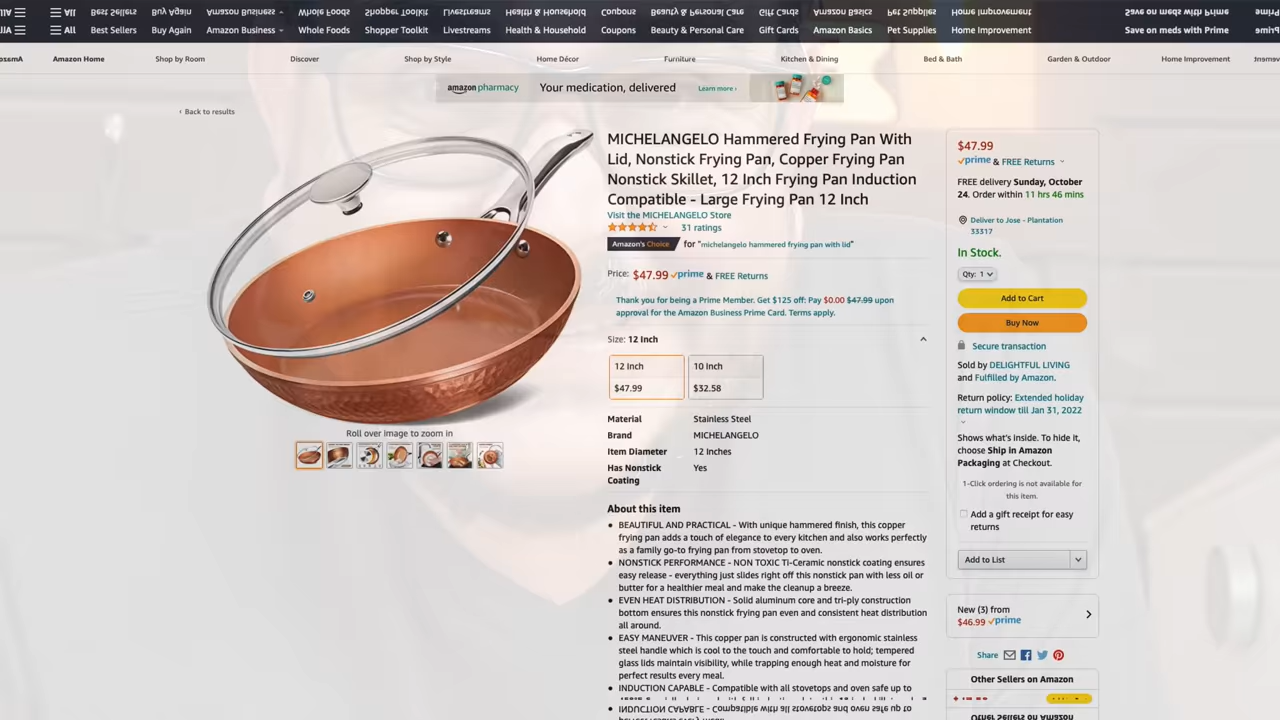 All Best Sellers Buy Again Amazon Business Whole Foods Shopper Toolkit Livestreams Health & Household Coupons Beauty & Personal Care Gift Cards Amazon Basics Pet Supplies Home Improvement Save on meds with Prime
Amazon Home Shop by Room Discover Shop by Style Home Décor Furniture Kitchen & Dining Bed & Bath Garden & Outdoor Home Improvement
amazon pharmacy Your medication, delivered Learn more ›
‹ Back to results
MICHELANGELO Hammered Frying Pan With
Lid, Nonstick Frying Pan, Copper Frying Pan
Nonstick Skillet, 12 Inch Frying Pan Induction
Compatible - Large Frying Pan 12 Inch
Visit the MICHELANGELO Store
31 ratings
Amazon's Choice for "michelangelo hammered frying pan with lid"
Price: $47.99 prime & FREE Returns
Thank you for being a Prime Member. Get $125 off: Pay $0.00 $47.99 upon
approval for the Amazon Business Prime Card. Terms apply.
Size: 12 Inch
12 Inch 10 Inch
$47.99 $32.58
Material Stainless Steel
Brand MICHELANGELO
Item Diameter 12 Inches
Has Nonstick Yes
Coating
Roll over image to zoom in
About this item
• BEAUTIFUL AND PRACTICAL - With unique hammered finish, this copper
frying pan adds a touch of elegance to every kitchen and also works perfectly
as a family go-to frying pan from stovetop to oven.
• NONSTICK PERFORMANCE - NON TOXIC Ti-Ceramic nonstick coating ensures
easy release - everything just slides right off this nonstick pan with less oil or
butter for a healthier meal and make the cleanup a breeze.
• EVEN HEAT DISTRIBUTION - Solid aluminum core and tri-ply construction
bottom ensures this nonstick frying pan even and consistent heat distribution
all around.
• EASY MANEUVER - This copper pan is constructed with ergonomic stainless
steel handle which is cool to the touch and comfortable to hold; tempered
glass lids maintain visibility, while trapping enough heat and moisture for
perfect results every meal.
• INDUCTION CAPABLE - Compatible with all stovetops and oven safe up to
$47.99
prime & FREE Returns
FREE delivery Sunday, October
24. Order within 11 hrs 46 mins
Deliver to Jose - Plantation
33317
In Stock.
Qty: 1
Add to Cart
Buy Now
Secure transaction
Sold by DELIGHTFUL LIVING
and Fulfilled by Amazon.
Return policy: Extended holiday
return window till Jan 31, 2022
Shows what's inside. To hide it,
choose Ship in Amazon
Packaging at Checkout.
1-Click ordering is not available for
this item.
Add a gift receipt for easy
returns
Add to List
New (3) from
$46.99 prime
Share
Other Sellers on Amazon